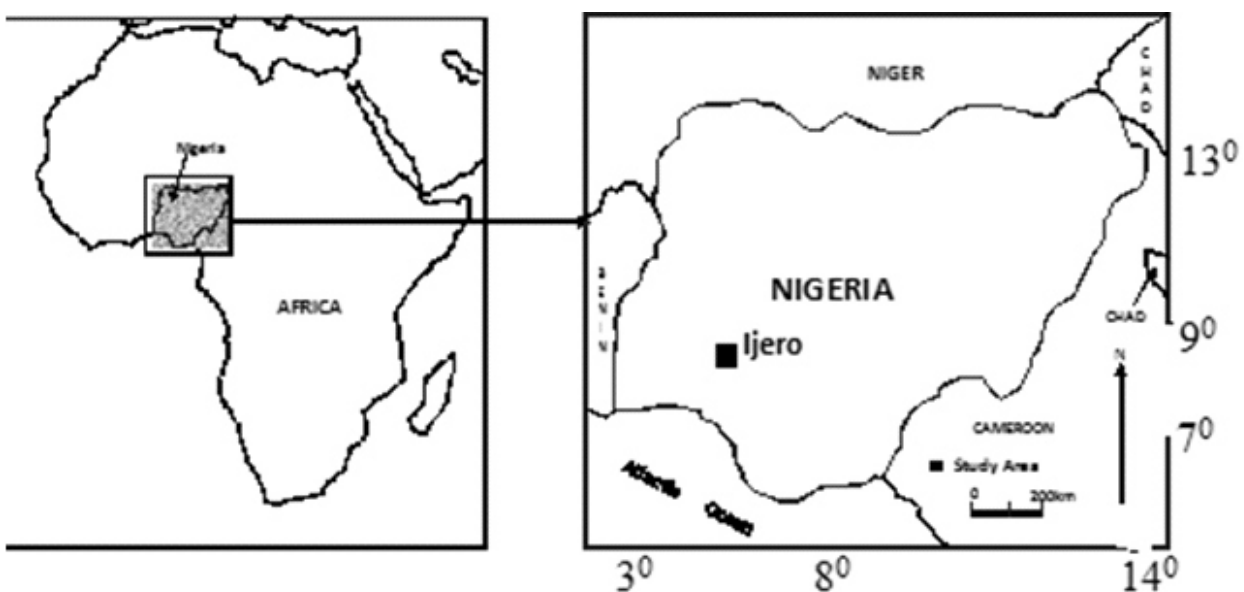 Nigeria
AFRICA
NIGER
CHAD
13⁰
BENIN
NIGERIA
Ijero
CHAD
9⁰
N
CAMEROON
7⁰
Study Area
0 200km
Atlantic
Ocean
3⁰ 8⁰ 14⁰